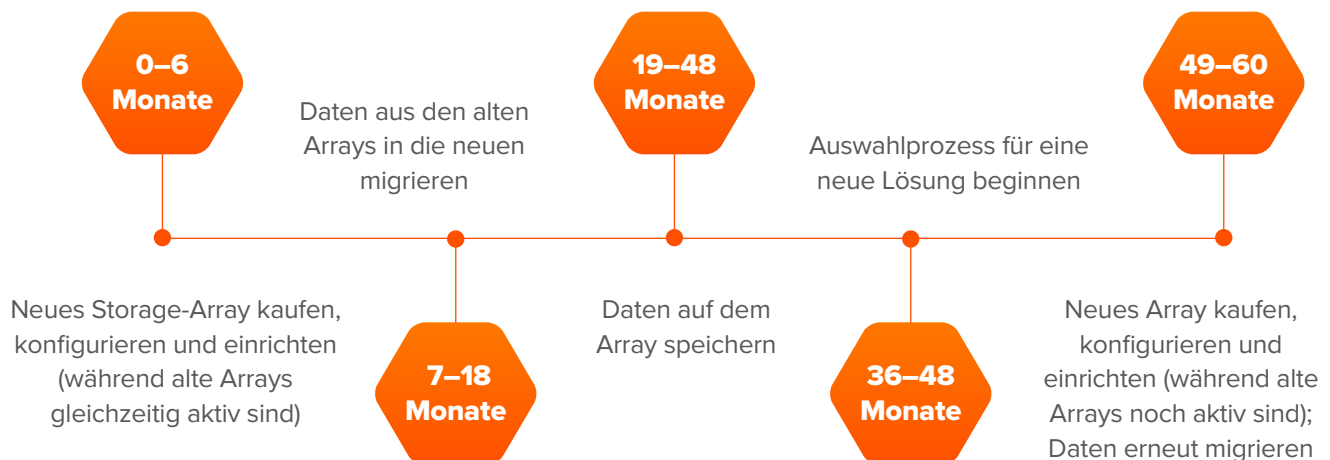 0–6
Monate
Neues Storage-Array kaufen,
konfigurieren und einrichten
(während alte Arrays
gleichzeitig aktiv sind)
Daten aus den alten
Arrays in die neuen
migrieren
7–18
Monate
19–48
Monate
Daten auf dem
Array speichern
Auswahlprozess für eine
neue Lösung beginnen
36–48
Monate
49–60
Monate
Neues Array kaufen,
konfigurieren und
einrichten (während alte
Arrays noch aktiv sind);
Daten erneut migrieren